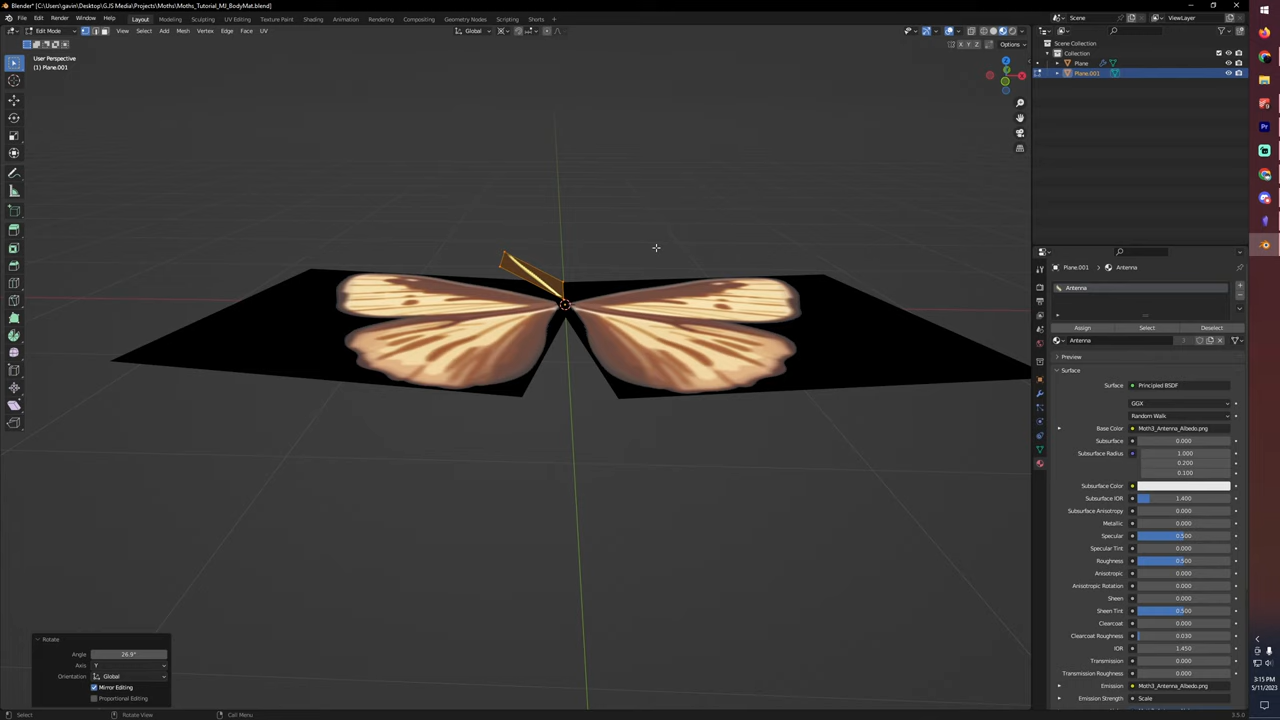 Blender* [C:\Users\gavin\Desktop\GJS Media\Projects\Moths\Moths_Tutorial_MJ_BodyMat.blend]
File Edit Render Window Help Layout Modeling Sculpting UV Editing Texture Paint Shading Animation Rendering Compositing Geometry Nodes Scripting Shorts + Scene ViewLayer
Edit Mode View Select Add Mesh Vertex Edge Face UV Global
X Y Z Options
User Perspective
(1) Plane.001
Scene Collection
Collection
Plane
Plane.001
Plane.001 > Antenna
Antenna
Assign Select Deselect
Antenna
Preview
Surface
Surface Principled BSDF
GGX
Random Walk
Base Color Moth3_Antenna_Albedo.png
Subsurface 0.000
Subsurface Radius 1.000
0.200
0.100
Subsurface Color
Subsurface IOR 1.400
Subsurface Anisotropy 0.000
Metallic 0.000
Specular 0.500
Specular Tint 0.000
Roughness 0.500
Anisotropic 0.000
Anisotropic Rotation 0.000
Sheen 0.000
Sheen Tint 0.500
Clearcoat 0.000
Clearcoat Roughness 0.030
IOR 1.450
Transmission 0.000
Transmission Roughness 0.000
Emission Moth3_Antenna_Albedo.png
Emission Strength Scale
Rotate
Angle 26.9°
Axis Y
Orientation Global
Mirror Editing
Proportional Editing
Select Rotate View Call Menu
3.5.0
3:15 PM
5/11/2023